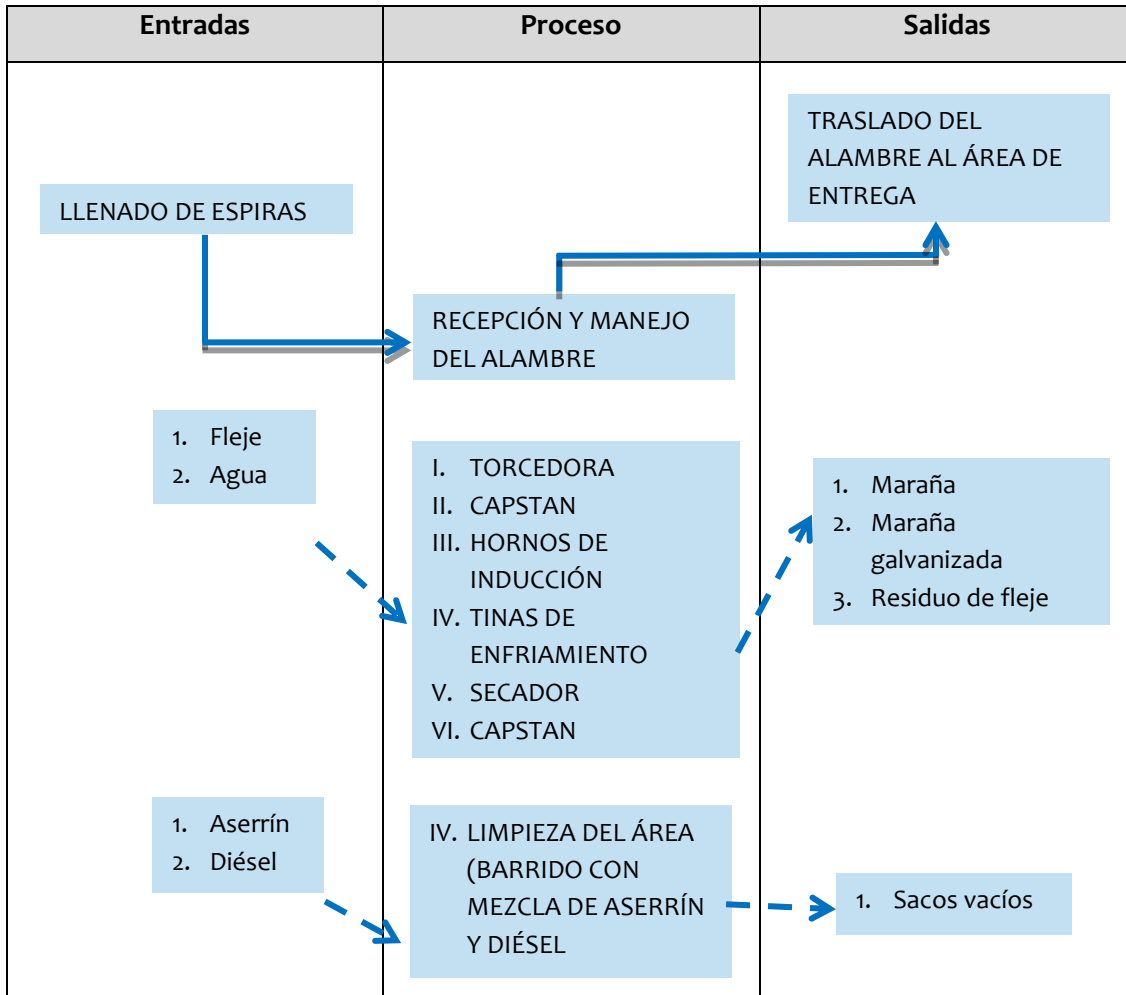 Entradas
Proceso
Salidas
TRASLADO DEL
ALAMBRE AL ÁREA DE
ENTREGA
LLENADO DE ESPIRAS
RECEPCIÓN Y MANEJO
DEL ALAMBRE
1. Fleje
2. Agua
I. TORCEDORA
II. CAPSTAN
III. HORNOS DE
INDUCCIÓN
IV. TINAS DE
ENFRIAMIENTO
V. SECADOR
VI. CAPSTAN
1. Maraña
2. Maraña
galvanizada
3. Residuo de fleje
1. Aserrín
2. Diésel
IV. LIMPIEZA DEL ÁREA
(BARRIDO CON
MEZCLA DE ASERRÍN
Y DIÉSEL
1. Sacos vacíos